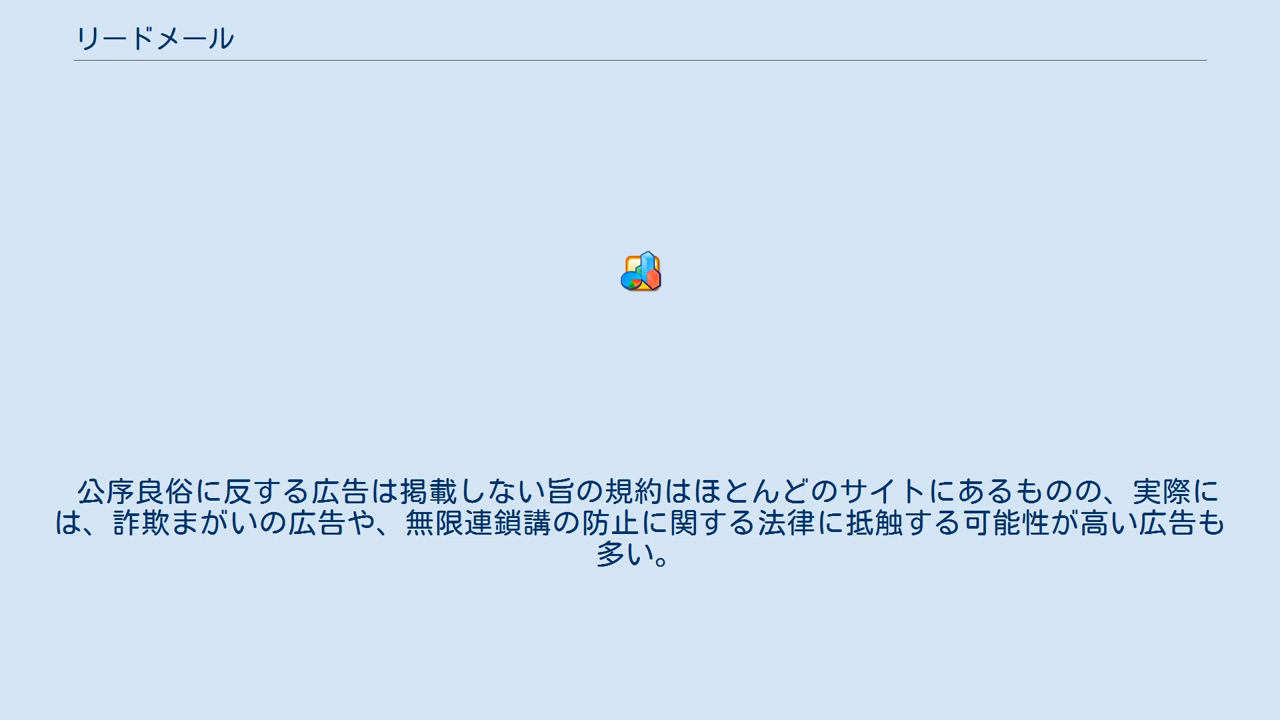 リードメール
公序良俗に反する広告は掲載しない旨の規約はほとんどのサイトにあるものの、実際に
は、詐欺まがいの広告や、無限連鎖講の防止に関する法律に抵触する可能性が高い広告も
多い。